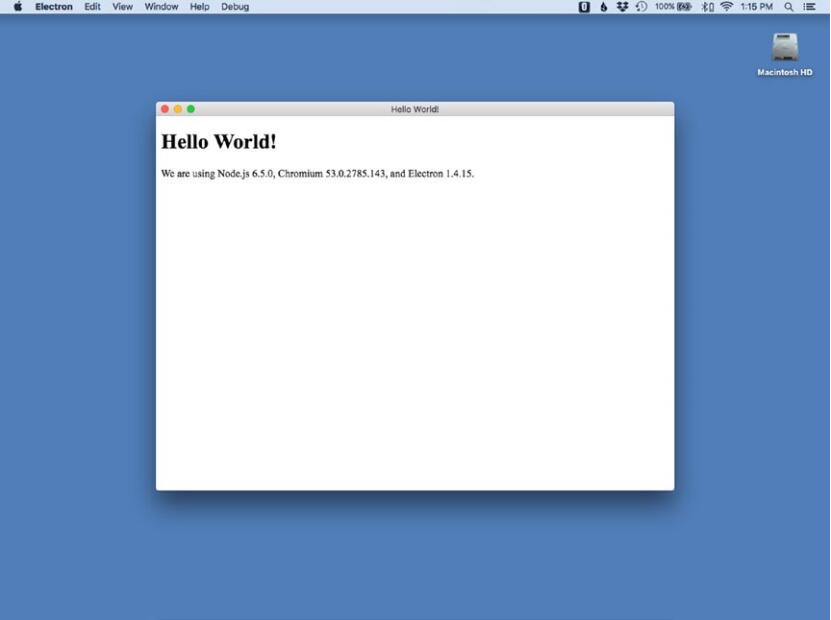 Electron Edit View Window Help Debug 100% 1:15 PM
Macintosh HD
Hello World!
Hello World!
We are using Node.js 6.5.0, Chromium 53.0.2785.143, and Electron 1.4.15.